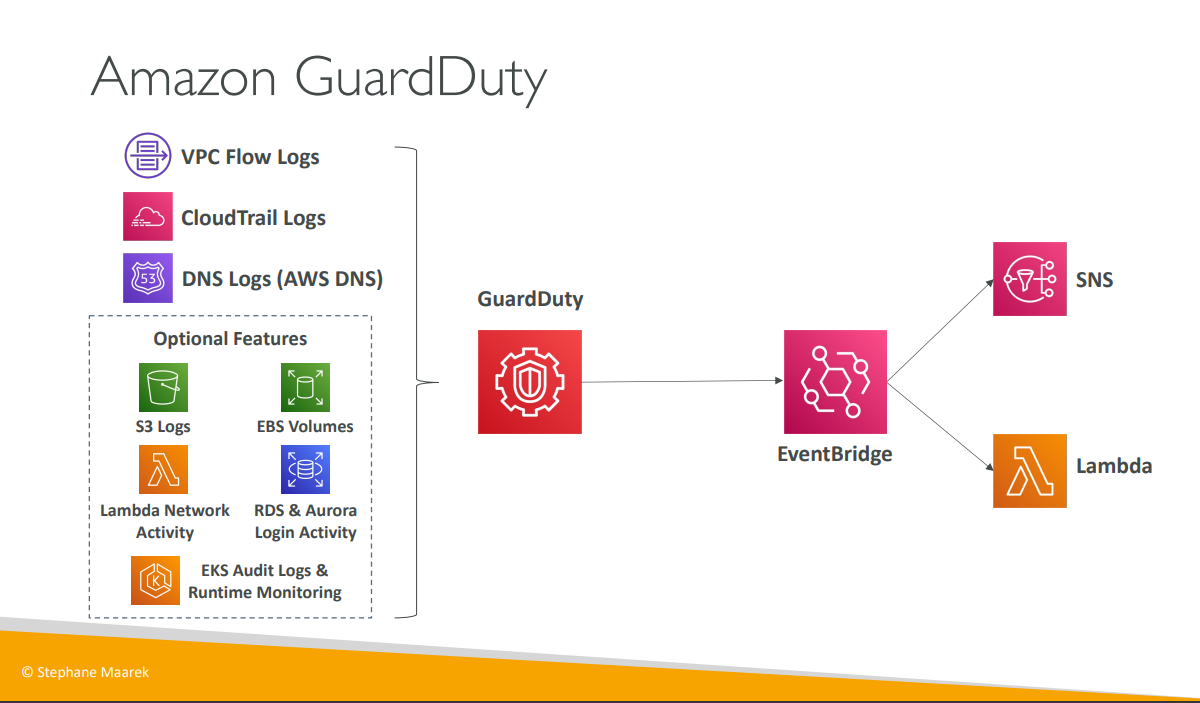 Amazon GuardDuty
VPC Flow Logs
CloudTrail Logs
53
DNS Logs (AWS DNS)
Optional Features
S3 Logs
EBS Volumes
Lambda Network
Activity
RDS & Aurora
Login Activity
K
EKS Audit Logs &
Runtime Monitoring
GuardDuty
EventBridge
SNS
Lambda
© Stephane Maarek